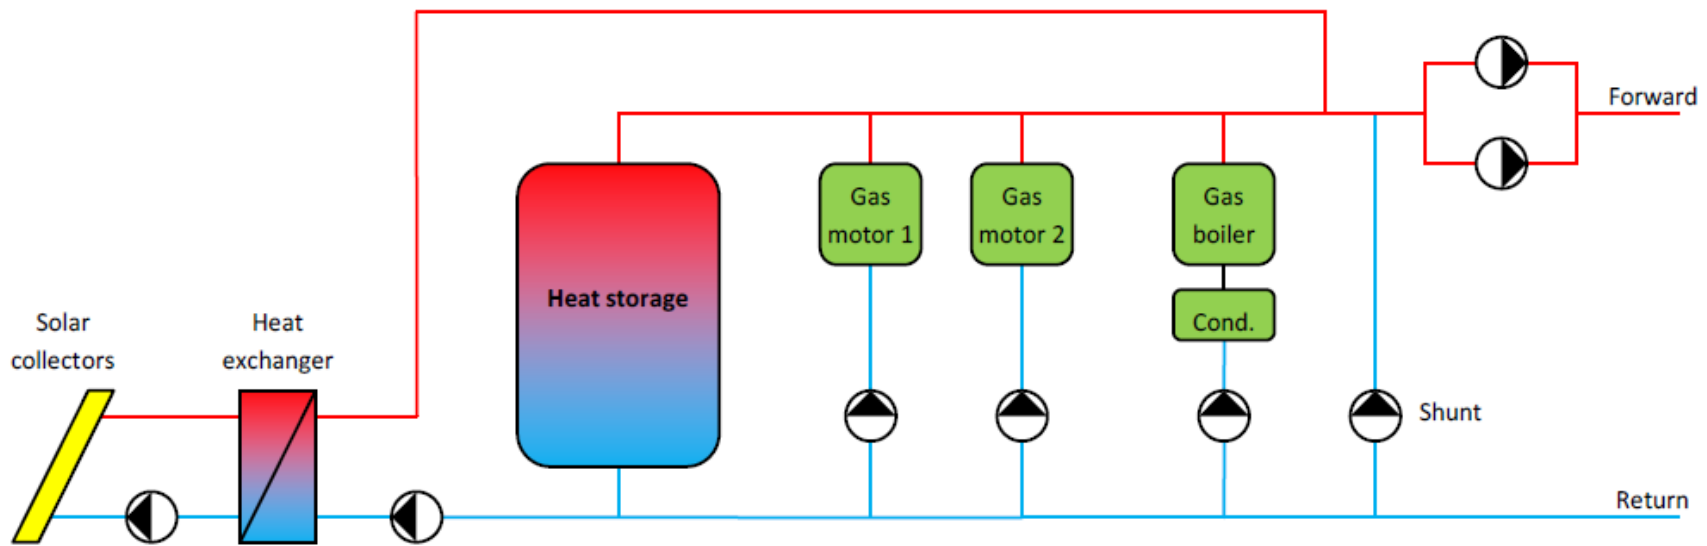 Forward
Gas
motor 1
Gas
motor 2
Gas
boiler
Heat storage
Solar
collectors
Heat
exchanger
Cond.
Shunt
Return